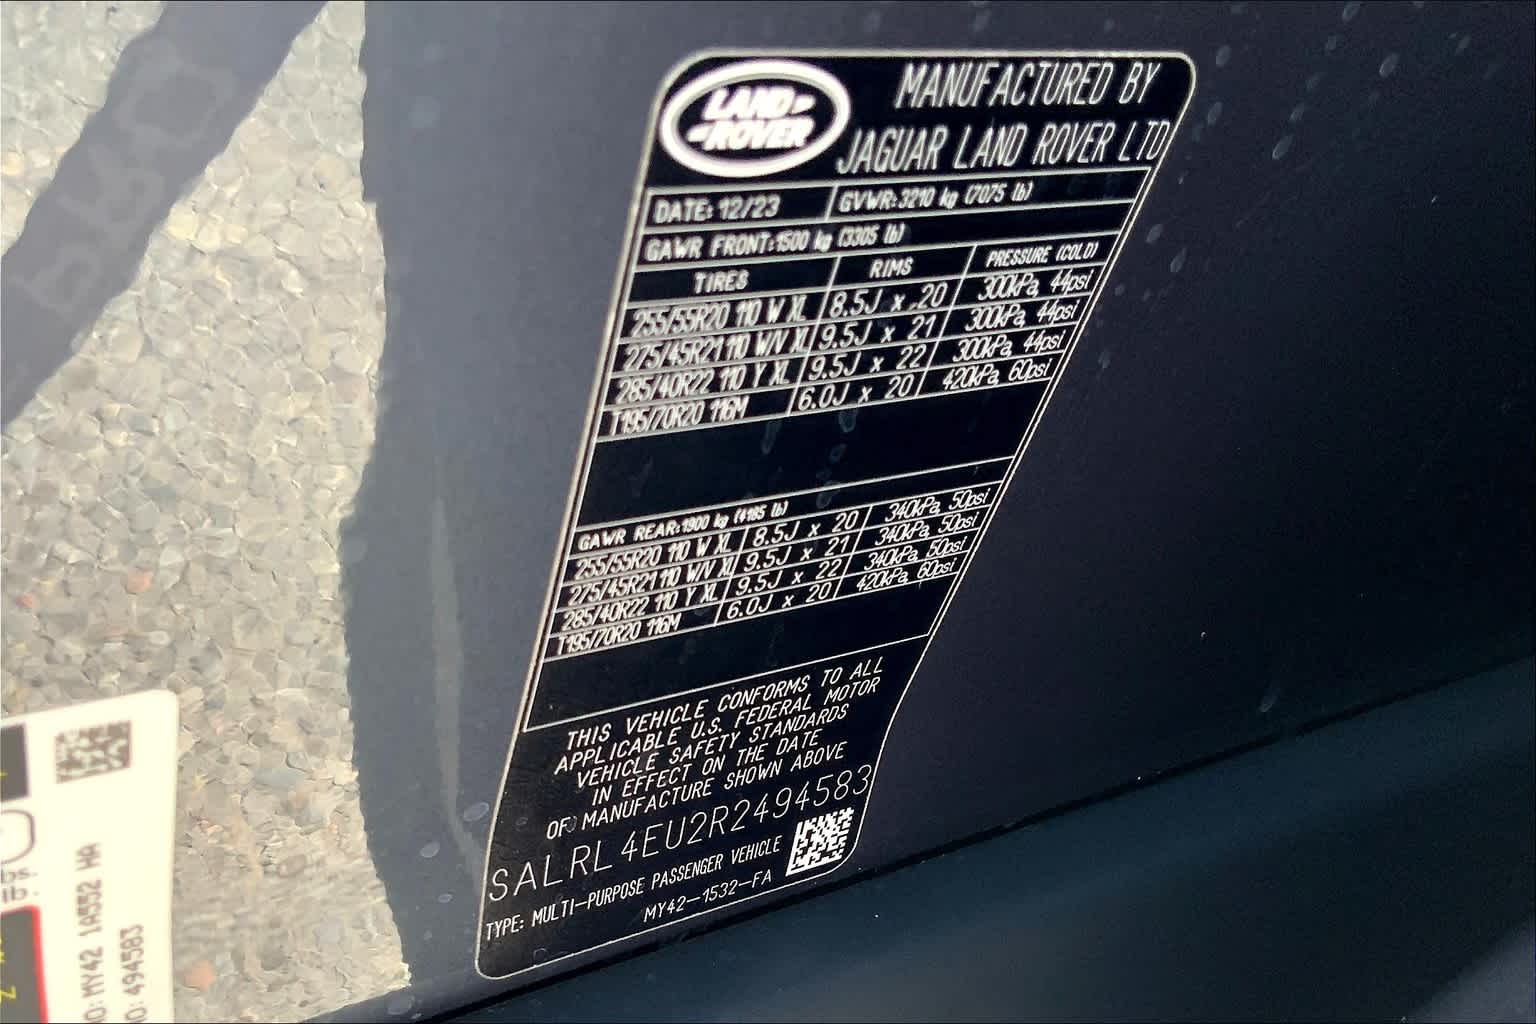 LAND ROVER
MANUFACTURED BY
JAGUAR LAND ROVER LTD
DATE: 12/23 GVWR: 3210 kg (7075 lb)
GAWR FRONT: 1500 kg (3305 lb)
TIRES RIMS PRESSURE (COLD)
255/55R20 110 W XL 8.5J x 20 300kPa, 44psi
275/45R21 110 W/V XL 9.5J x 21 300kPa, 44psi
285/40R22 110 Y XL 9.5J x 22 300kPa, 44psi
T195/70R20 116M 6.0J x 20 420kPa, 60psi
GAWR REAR: 1900 kg (4185 lb)
255/55R20 110 W XL 8.5J x 20 340kPa, 50psi
275/45R21 110 W/V XL 9.5J x 21 340kPa, 50psi
285/40R22 110 Y XL 9.5J x 22 340kPa, 50psi
T195/70R20 116M 6.0J x 20 420kPa, 60psi
THIS VEHICLE CONFORMS TO ALL
APPLICABLE U.S. FEDERAL MOTOR
VEHICLE SAFETY STANDARDS
IN EFFECT ON THE DATE
OF MANUFACTURE SHOWN ABOVE
SALRL4EU2R2494583
TYPE: MULTI-PURPOSE PASSENGER VEHICLE
MY42-1532-FA
MY42 1A552 HA
494583